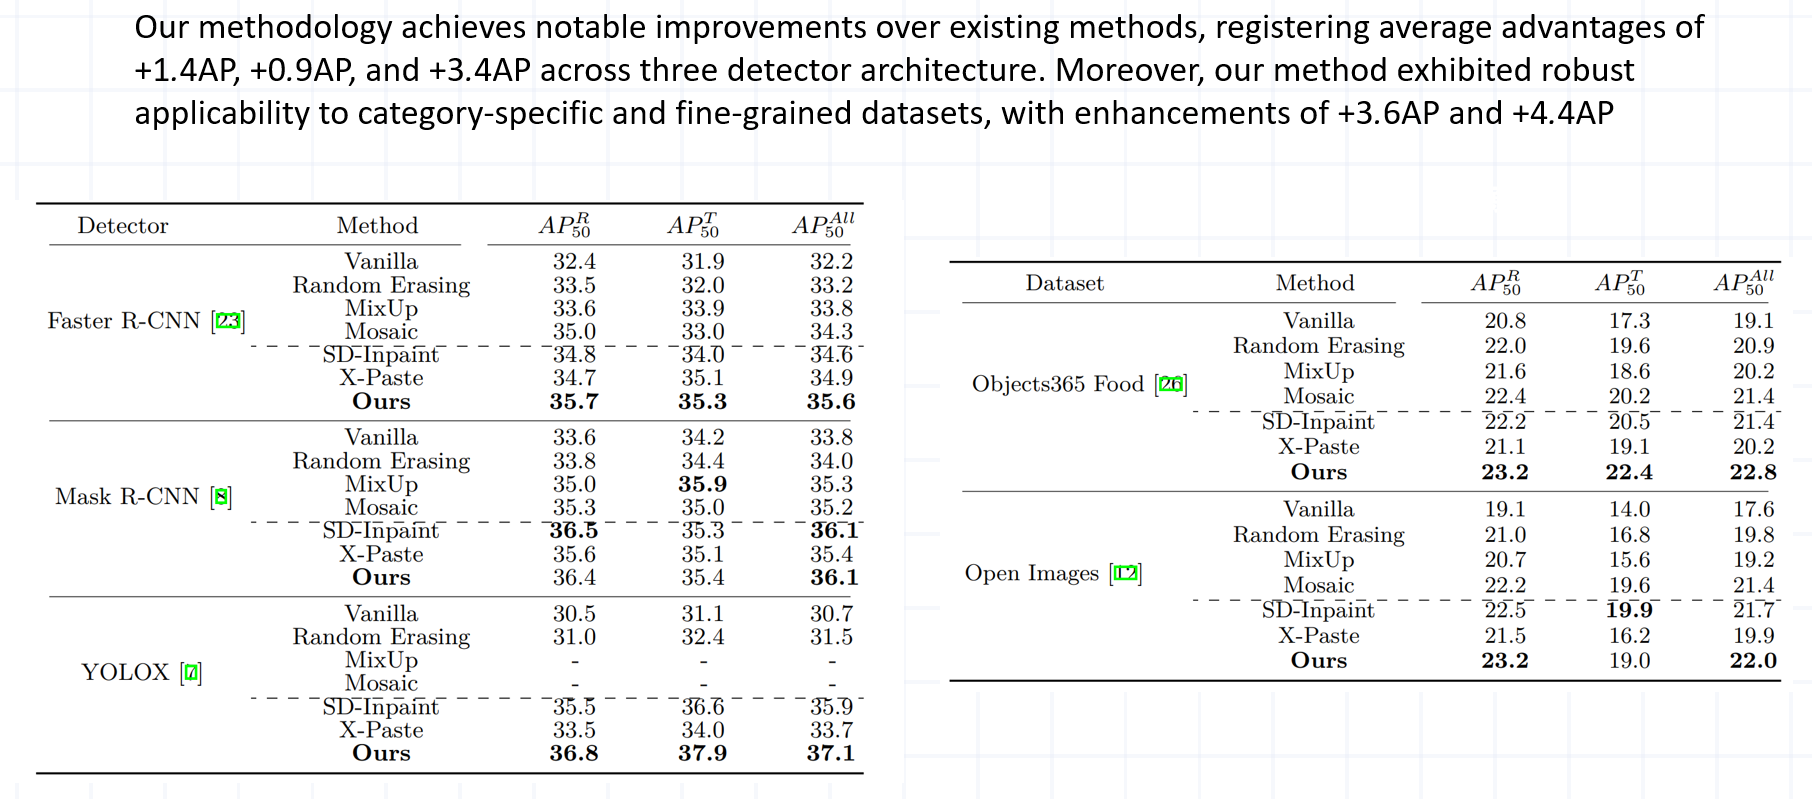 Our methodology achieves notable improvements over existing methods, registering average advantages of
+1.4AP, +0.9AP, and +3.4AP across three detector architecture. Moreover, our method exhibited robust
applicability to category-specific and fine-grained datasets, with enhancements of +3.6AP and +4.4AP
Detector Method AP^R_50 AP^T_50 AP^All_50
Vanilla 32.4 31.9 32.2
Random Erasing 33.5 32.0 33.2
MixUp 33.6 33.9 33.8
Faster R-CNN [23]
Mosaic 35.0 33.0 34.3
SD-Inpaint 34.8 34.0 34.6
X-Paste 34.7 35.1 34.9
Ours 35.7 35.3 35.6
Vanilla 33.6 34.2 33.8
Random Erasing 33.8 34.4 34.0
MixUp 35.0 35.9 35.3
Mask R-CNN [8]
Mosaic 35.3 35.0 35.2
SD-Inpaint 36.5 35.3 36.1
X-Paste 35.6 35.1 35.4
Ours 36.4 35.4 36.1
Vanilla 30.5 31.1 30.7
Random Erasing 31.0 32.4 31.5
MixUp - - -
YOLOX [7]
Mosaic - - -
SD-Inpaint 35.5 36.6 35.9
X-Paste 33.5 34.0 33.7
Ours 36.8 37.9 37.1
Dataset Method AP^R_50 AP^T_50 AP^All_50
Vanilla 20.8 17.3 19.1
Random Erasing 22.0 19.6 20.9
MixUp 21.6 18.6 20.2
Objects365 Food [26]
Mosaic 22.4 20.2 21.4
SD-Inpaint 22.2 20.5 21.4
X-Paste 21.1 19.1 20.2
Ours 23.2 22.4 22.8
Vanilla 19.1 14.0 17.6
Random Erasing 21.0 16.8 19.8
MixUp 20.7 15.6 19.2
Open Images [12]
Mosaic 22.2 19.6 21.4
SD-Inpaint 22.5 19.9 21.7
X-Paste 21.5 16.2 19.9
Ours 23.2 19.0 22.0